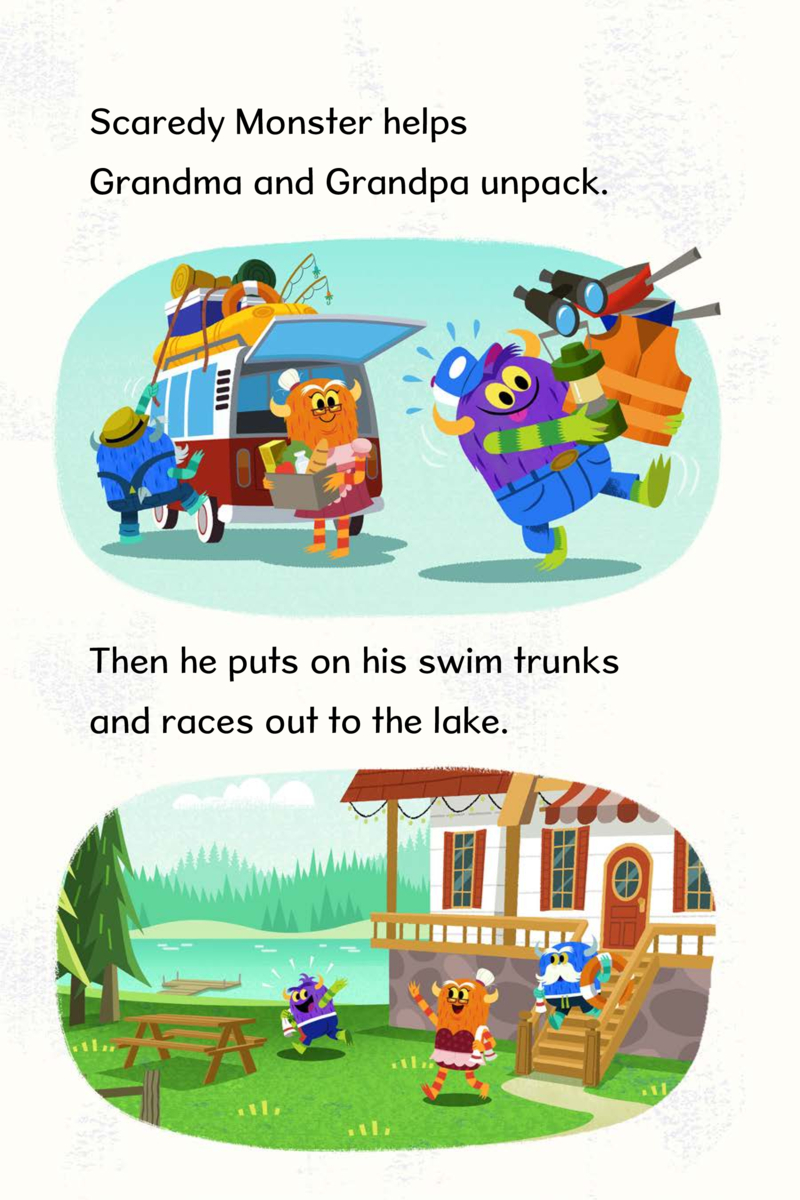 Scaredy Monster helps
Grandma and Grandpa unpack.
Then he puts on his swim trunks
and races out to the lake.